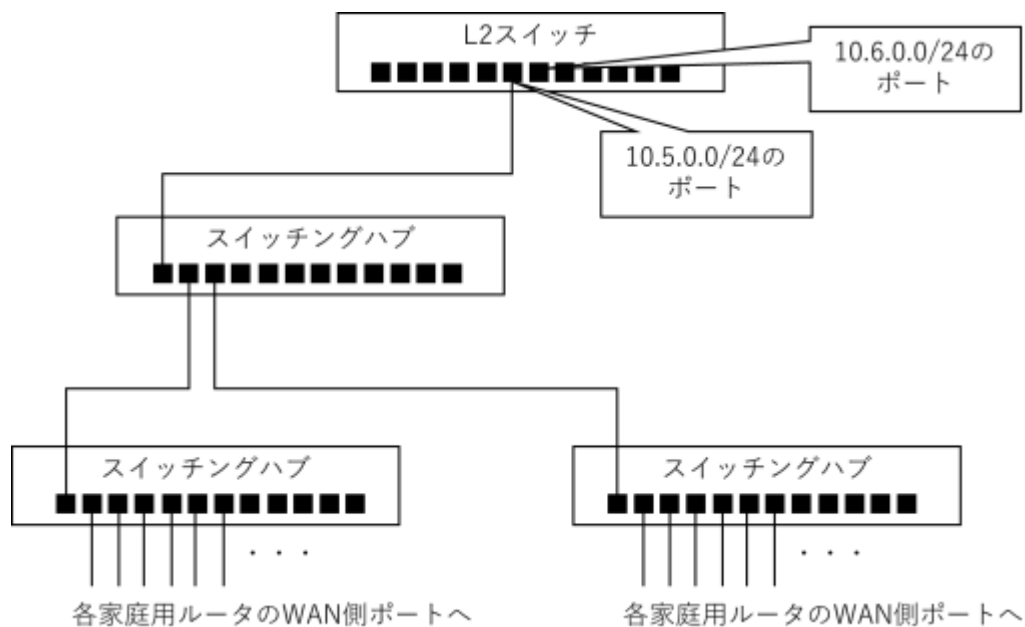 L2スイッチ
10.6.0.0/24の
ポート
10.5.0.0/24の
ポート
スイッチングハブ
スイッチングハブ
スイッチングハブ
・・・
・・・
各家庭用ルータのWAN側ポートへ
各家庭用ルータのWAN側ポートへ